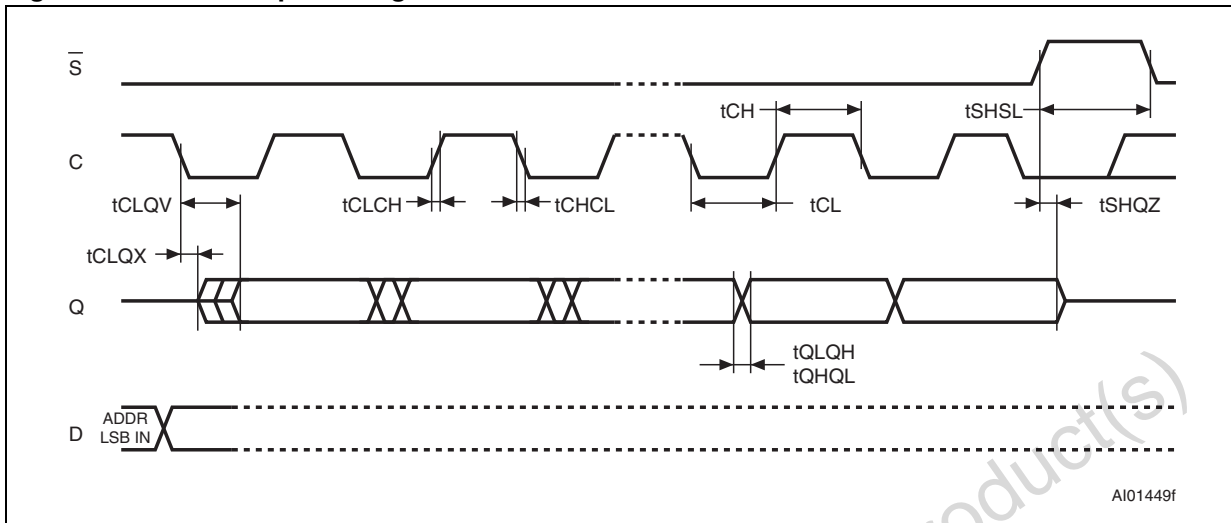 S
tCH
tSHSL
C
tCLQV
tCLCH
tCHCL
tCL
tSHQZ
tCLQX
Q
tQLQH
tQHQL
ADDR
D
LSB IN
AI01449f